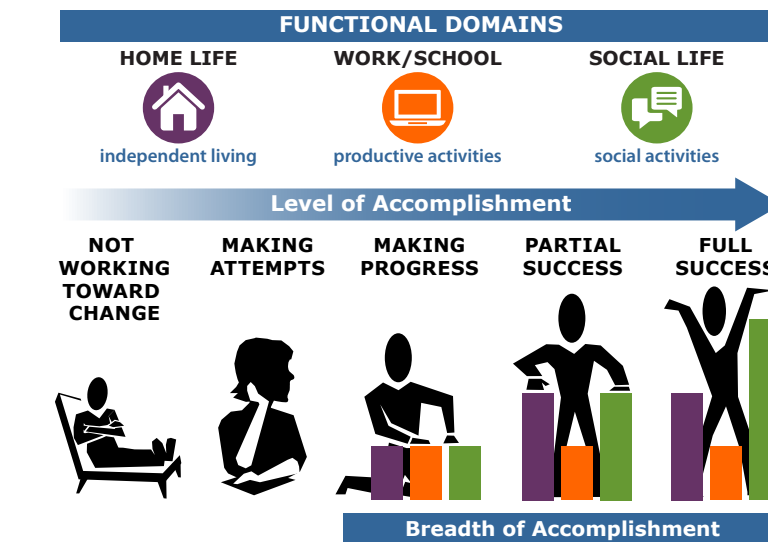 FUNCTIONAL DOMAINS
HOME LIFE
WORK/SCHOOL
SOCIAL LIFE
independent living
productive activities
social activities
Level of Accomplishment
NOT
WORKING
TOWARD
CHANGE
MAKING
ATTEMPTS
MAKING
PROGRESS
PARTIAL
SUCCESS
FULL
SUCCESS
Breadth of Accomplishment